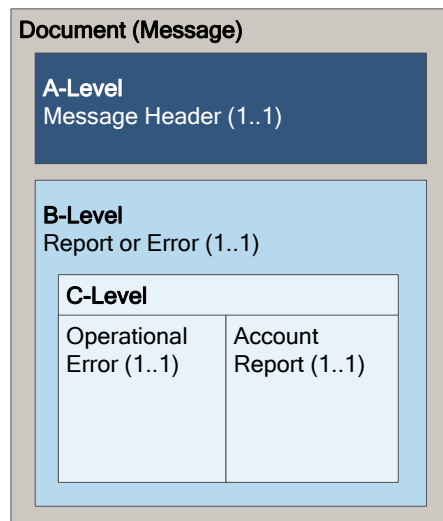 Document (Message)
A-Level
Message Header (1..1)
B-Level
Report or Error (1..1)
C-Level
Operational
Error (1..1)
Account
Report (1..1)